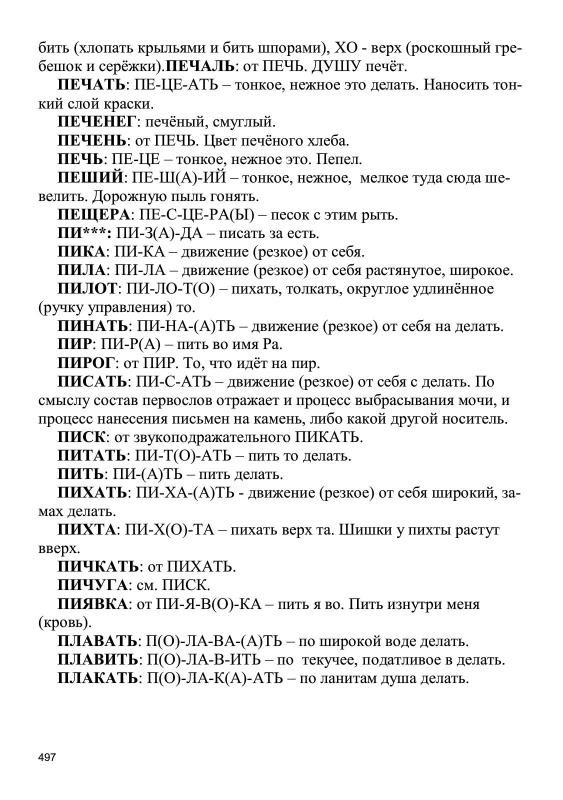 бить (хлопать крыльями и бить шпорами), ХО - верх (роскошный гре-
бешок и серёжки).ПЕЧАЛЬ: от ПЕЧЬ. ДУШУ печёт.
ПЕЧАТЬ: ПЕ-ЦЕ-АТЬ – тонкое, нежное это делать. Наносить тон-
кий слой краски.
ПЕЧЕНЕГ: печёный, смуглый.
ПЕЧЕНЬ: от ПЕЧЬ. Цвет печёного хлеба.
ПЕЧЬ: ПЕ-ЦЕ – тонкое, нежное это. Пепел.
ПЕШИЙ: ПЕ-Ш(А)-ИЙ – тонкое, нежное,  мелкое туда сюда ше-
велить. Дорожную пыль гонять.
ПЕЩЕРА: ПЕ-С-ЦЕ-РА(Ы) – песок с этим рыть.
ПИ***: ПИ-З(А)-ДА – писать за есть.
ПИКА: ПИ-КА – движение (резкое) от себя.
ПИЛА: ПИ-ЛА – движение (резкое) от себя растянутое, широкое.
ПИЛОТ: ПИ-ЛО-Т(О) – пихать, толкать, округлое удлинённое
(ручку управления) то.
ПИНАТЬ: ПИ-НА-(А)ТЬ – движение (резкое) от себя на делать.
ПИР: ПИ-Р(А) – пить во имя Ра.
ПИРОГ: от ПИР. То, что идёт на пир.
ПИСАТЬ: ПИ-С-АТЬ – движение (резкое) от себя с делать. По
смыслу состав первослов отражает и процесс выбрасывания мочи, и
процесс нанесения письмен на камень, либо какой другой носитель.
ПИСК: от звукоподражательного ПИКАТЬ.
ПИТАТЬ: ПИ-Т(О)-АТЬ – пить то делать.
ПИТЬ: ПИ-(А)ТЬ – пить делать.
ПИХАТЬ: ПИ-ХА-(А)ТЬ - движение (резкое) от себя широкий, за-
мах делать.
ПИХТА: ПИ-Х(О)-ТА – пихать верх та. Шишки у пихты растут
вверх.
ПИЧКАТЬ: от ПИХАТЬ.
ПИЧУГА: см. ПИСК.
ПИЯВКА: от ПИ-Я-В(О)-КА – пить я во. Пить изнутри меня
(кровь).
ПЛАВАТЬ: П(О)-ЛА-ВА-(А)ТЬ – по широкой воде делать.
ПЛАВИТЬ: П(О)-ЛА-В-ИТЬ – по  текучее, податливое в делать.
ПЛАКАТЬ: П(О)-ЛА-К(А)-АТЬ – по ланитам душа делать.
497